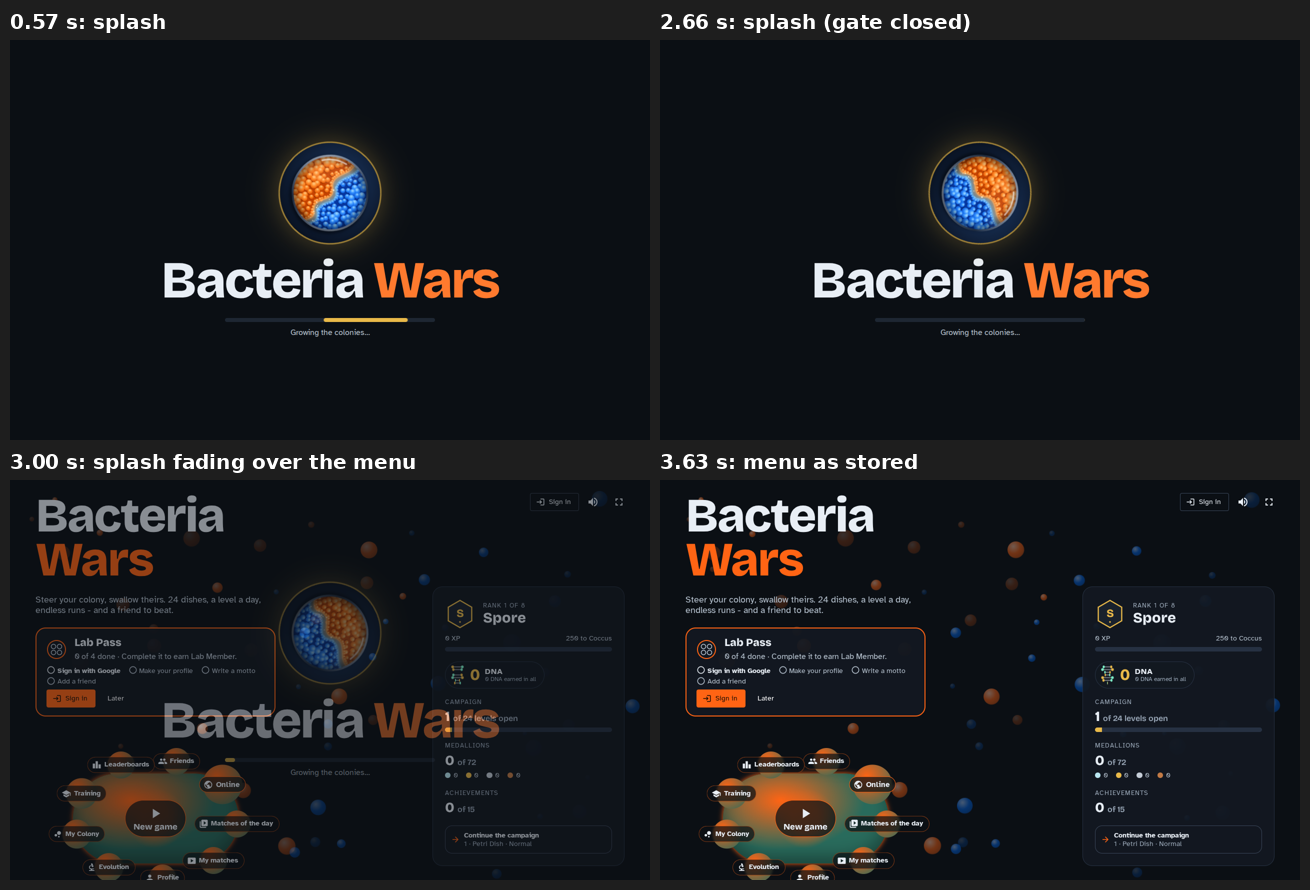 0.57 s: splash
Bacteria Wars
Growing the colonies...
2.66 s: splash (gate closed)
Bacteria Wars
Growing the colonies...
3.00 s: splash fading over the menu
Sign in
Bacteria
Wars
Steer your colony, swallow theirs. 24 dishes, a level a day,
endless runs - and a friend to beat.
Lab Pass
0 of 4 done · Complete it to earn Lab Member.
Sign in with Google
Make your profile
Write a motto
Add a friend
Sign in
Later
Bacteria Wars
Growing the colonies...
S
RANK 1 OF 8
Spore
0 XP
250 to Coccus
0 DNA
0 DNA earned in all
CAMPAIGN
1 of 24 levels open
MEDALLIONS
0 of 72
0 0 0 0
ACHIEVEMENTS
0 of 15
Continue the campaign
1 · Petri Dish · Normal
Leaderboards
Friends
Training
Online
New game
My Colony
Matches of the day
Evolution
My matches
Profile
3.63 s: menu as stored
Sign in
Bacteria
Wars
Steer your colony, swallow theirs. 24 dishes, a level a day,
endless runs - and a friend to beat.
Lab Pass
0 of 4 done · Complete it to earn Lab Member.
Sign in with Google
Make your profile
Write a motto
Add a friend
Sign in
Later
S
RANK 1 OF 8
Spore
0 XP
250 to Coccus
0 DNA
0 DNA earned in all
CAMPAIGN
1 of 24 levels open
MEDALLIONS
0 of 72
0 0 0 0
ACHIEVEMENTS
0 of 15
Continue the campaign
1 · Petri Dish · Normal
Leaderboards
Friends
Training
Online
New game
My Colony
Matches of the day
Evolution
My matches
Profile